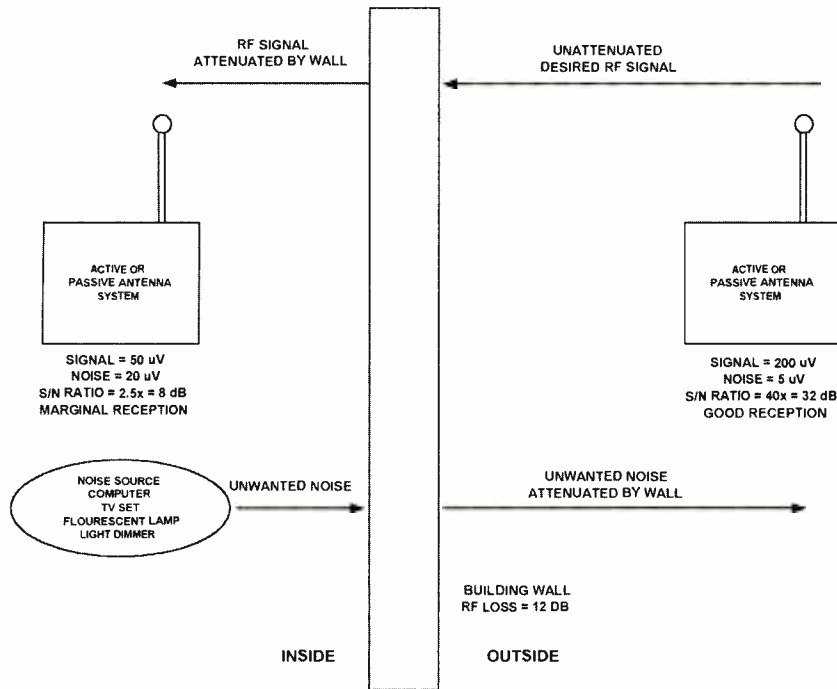 RF SIGNAL
ATTENUATED BY WALL
UNATTENUATED
DESIRED RF SIGNAL
ACTIVE OR
PASSIVE ANTENNA
SYSTEM
ACTIVE OR
PASSIVE ANTENNA
SYSTEM
SIGNAL = 50 uV
NOISE = 20 uV
S/N RATIO = 2.5x = 8 dB
MARGINAL RECEPTION
SIGNAL = 200 uV
NOISE = 5 uV
S/N RATIO = 40x = 32 dB
GOOD RECEPTION
NOISE SOURCE
COMPUTER
TV SET
FLOURESCENT LAMP
LIGHT DIMMER
UNWANTED NOISE
UNWANTED NOISE
ATTENUATED BY WALL
BUILDING WALL
RF LOSS = 12 DB
INSIDE
OUTSIDE